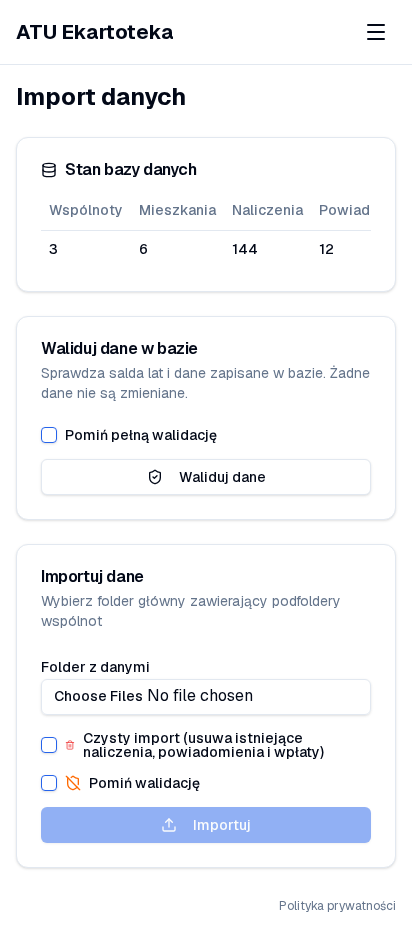 ATU Ekartoteka
Import danych
Stan bazy danych
Wspólnoty Mieszkania Naliczenia Powiad
3 6 144 12
Waliduj dane w bazie
Sprawdza salda lat i dane zapisane w bazie. Żadne
dane nie są zmieniane.
Pomiń pełną walidację
Waliduj dane
Importuj dane
Wybierz folder główny zawierający podfoldery
wspólnot
Folder z danymi
Choose Files No file chosen
Czysty import (usuwa istniejące
naliczenia, powiadomienia i wpłaty)
Pomiń walidację
Importuj
Polityka prywatności